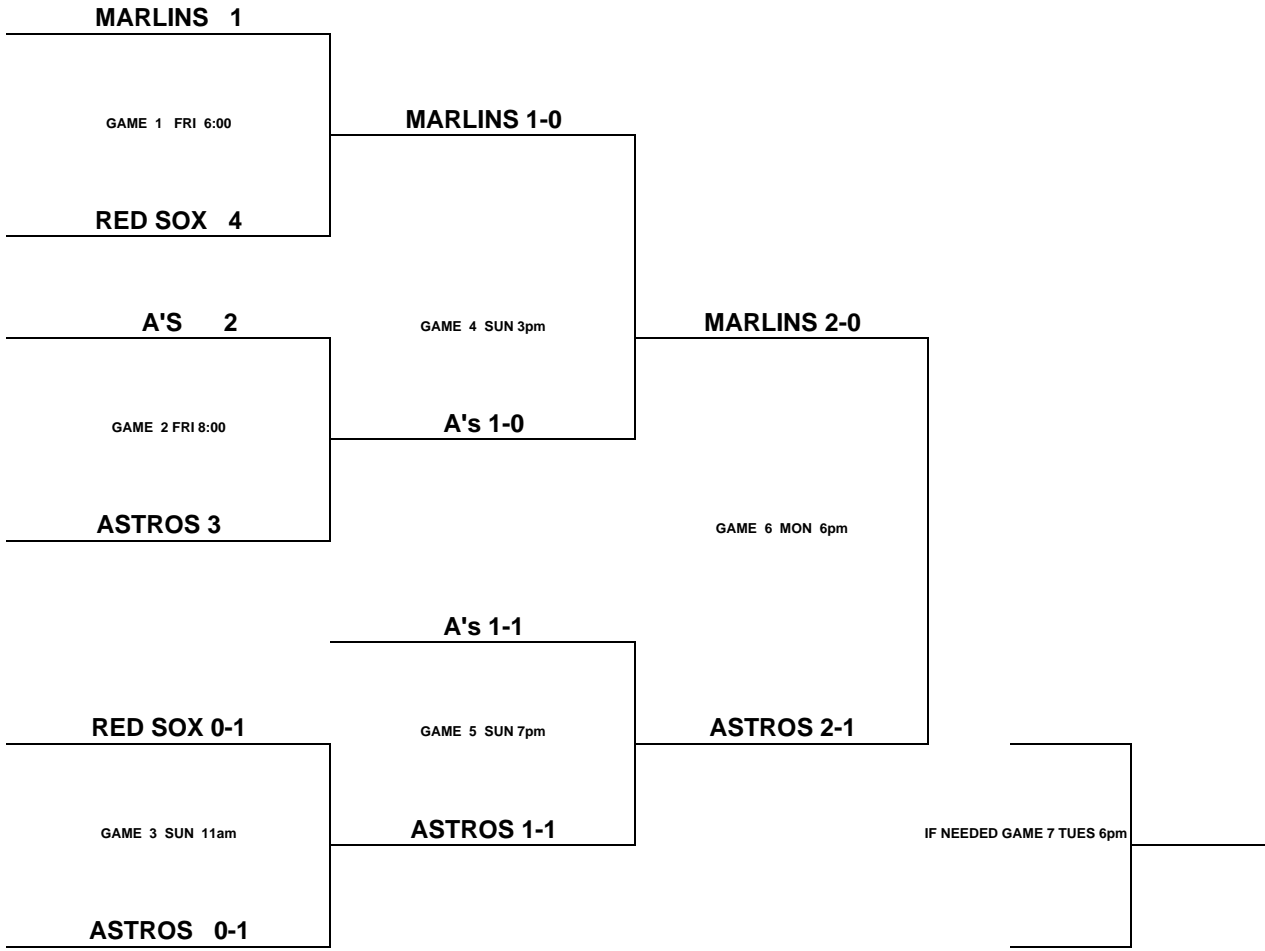 MARLINS 1
GAME 1 FRI 6:00
MARLINS 1-0
RED SOX 4
A'S 2
GAME 4 SUN 3pm
MARLINS 2-0
GAME 2 FRI 8:00
A's 1-0
ASTROS 3
GAME 6 MON 6pm
A's 1-1
RED SOX 0-1
GAME 5 SUN 7pm
ASTROS 2-1
GAME 3 SUN 11am
ASTROS 1-1
IF NEEDED GAME 7 TUES 6pm
ASTROS 0-1